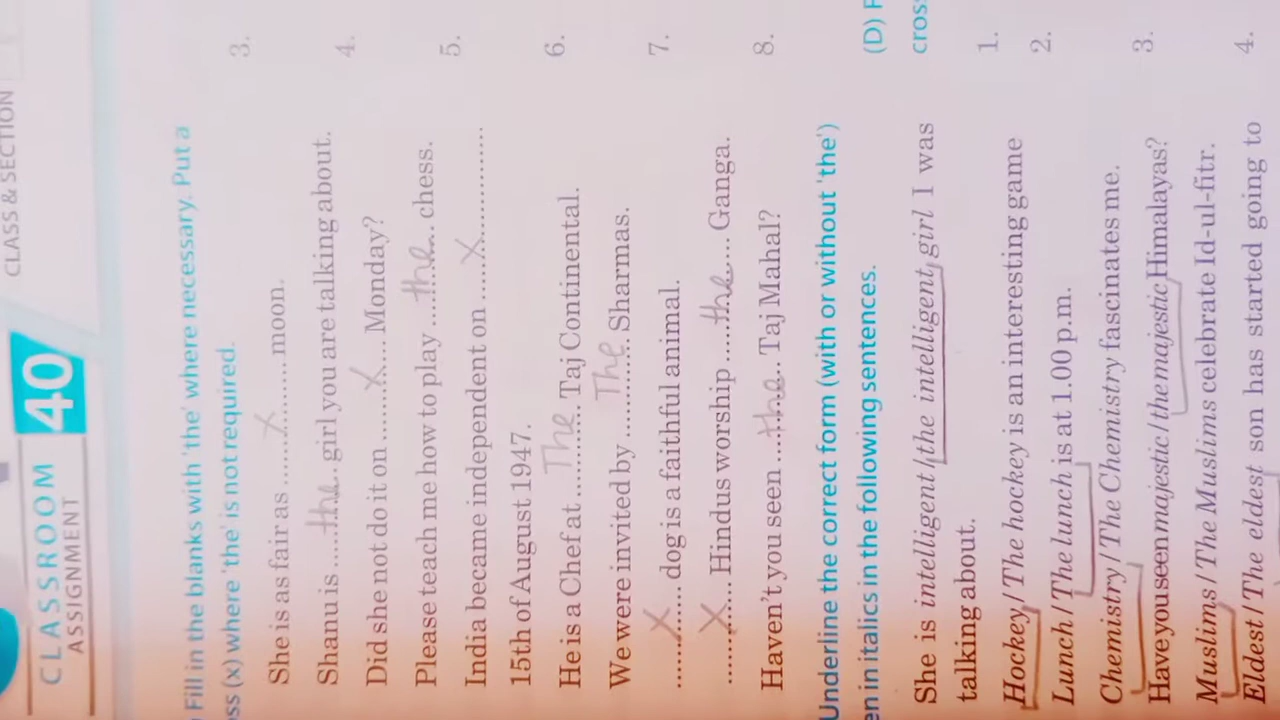 CLASSROOM
ASSIGNMENT
40
CLASS & SECTION
Fill in the blanks with 'the' where necessary. Put a
ss (x) where 'the' is not required.
She is as fair as ......X......... moon.
Shanu is .....the... girl you are talking about.
Did she not do it on .......X.... Monday?
Please teach me how to play .....the.... chess.
India became independent on .....X..............
15th of August 1947.
He is a Chef at The Taj Continental.
We were invited by The Sharmas.
X dog is a faithful animal.
X Hindus worship the Ganga.
Haven't you seen the Taj Mahal?
Underline the correct form (with or without 'the')
en in italics in the following sentences.
She is intelligent / the intelligent girl I was
talking about.
Hockey / The hockey is an interesting game
Lunch / The lunch is at 1.00 p.m.
Chemistry / The Chemistry fascinates me.
Have you seen majestic / the majestic Himalayas?
Muslims / The Muslims celebrate Id-ul-fitr.
Eldest / The eldest son has started going to
3.
4.
5.
6.
7.
8.
(D) F
cros
1.
2.
3.
4.